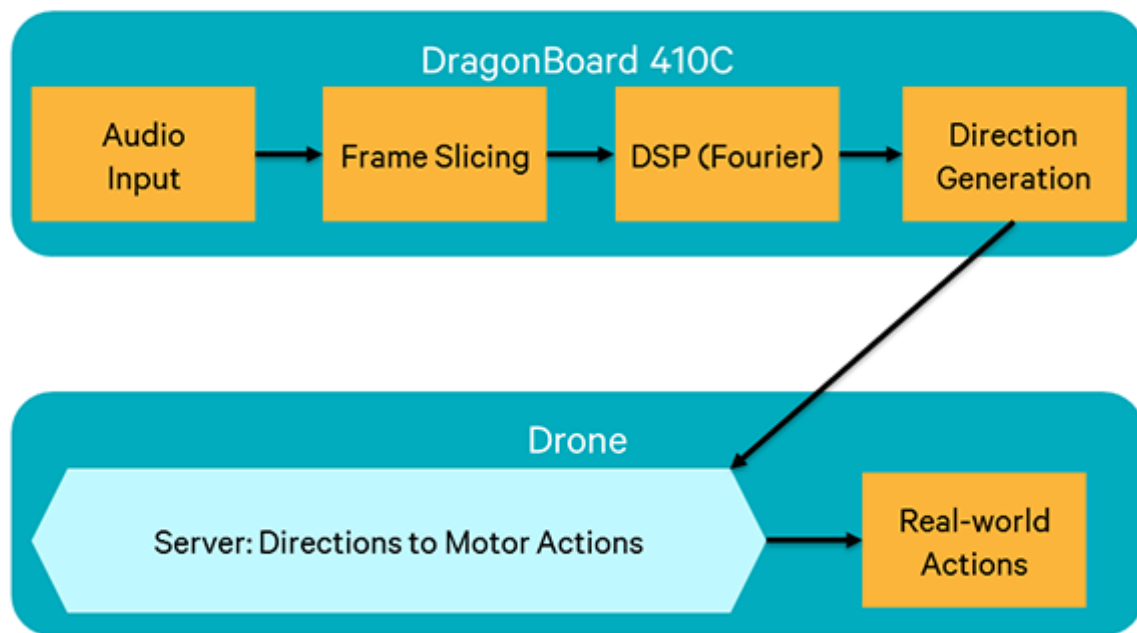 DragonBoard 410C
Audio
Input
Frame Slicing
DSP (Fourier)
Direction
Generation
Drone
Server: Directions to Motor Actions
Real-world
Actions